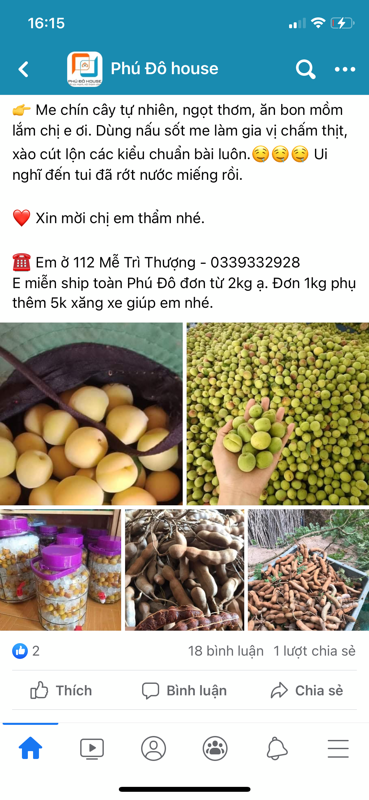 16:15
PHÚ ĐÔ HOUSE
Phú Đô house
👉 Me chín cây tự nhiên, ngọt thơm, ăn bon mồm
lắm chị e ơi. Dùng nấu sốt me làm gia vị chấm thịt,
xào cút lộn các kiểu chuẩn bài luôn.😋😋😋 Ui
nghĩ đến tui đã rớt nước miếng rồi.
❤️ Xin mời chị em thẩm nhé.
☎️ Em ở 112 Mễ Trì Thượng - 0339332928
E miễn ship toàn Phú Đô đơn từ 2kg ạ. Đơn 1kg phụ
thêm 5k xăng xe giúp em nhé.
2
18 bình luận 1 lượt chia sẻ
Thích Bình luận Chia sẻ